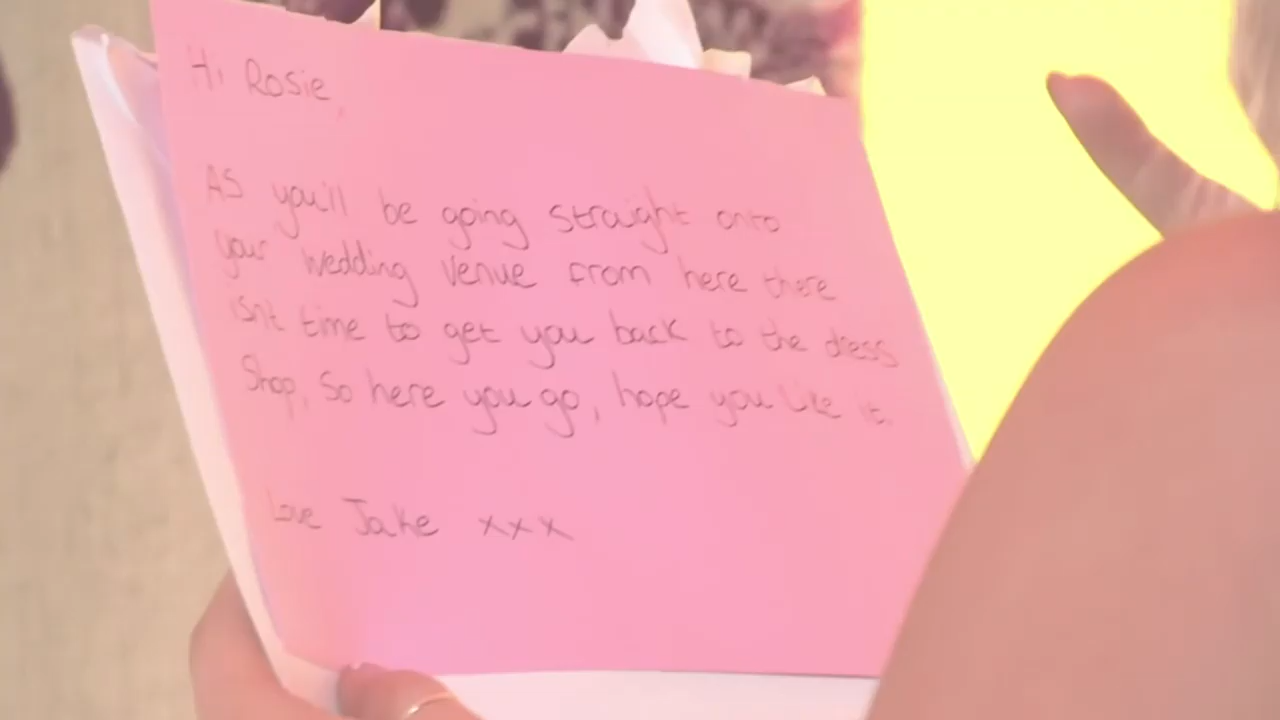 Hi Rosie,
As you'll be going straight onto
your wedding venue from here there
isnt time to get you back to the dress
shop, So here you go, hope you like it.
Love Jake xxx